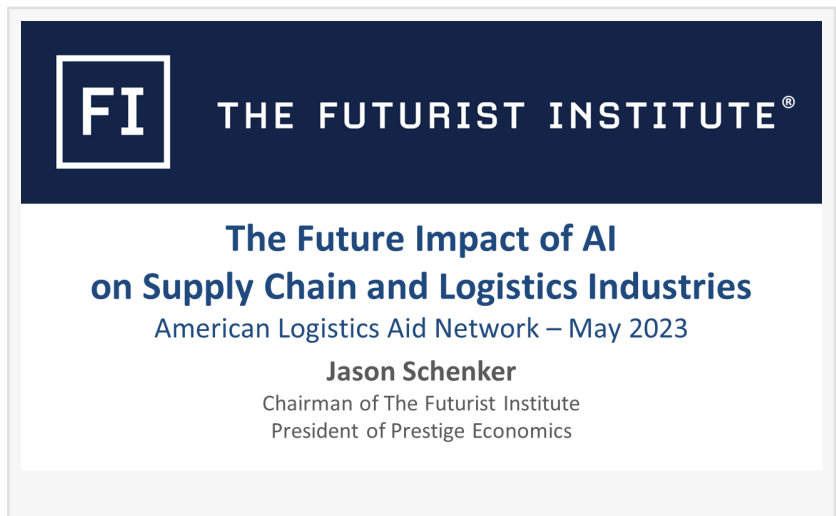 FI
THE FUTURIST INSTITUTE®
The Future Impact of AI
on Supply Chain and Logistics Industries
American Logistics Aid Network – May 2023
Jason Schenker
Chairman of The Futurist Institute
President of Prestige Economics